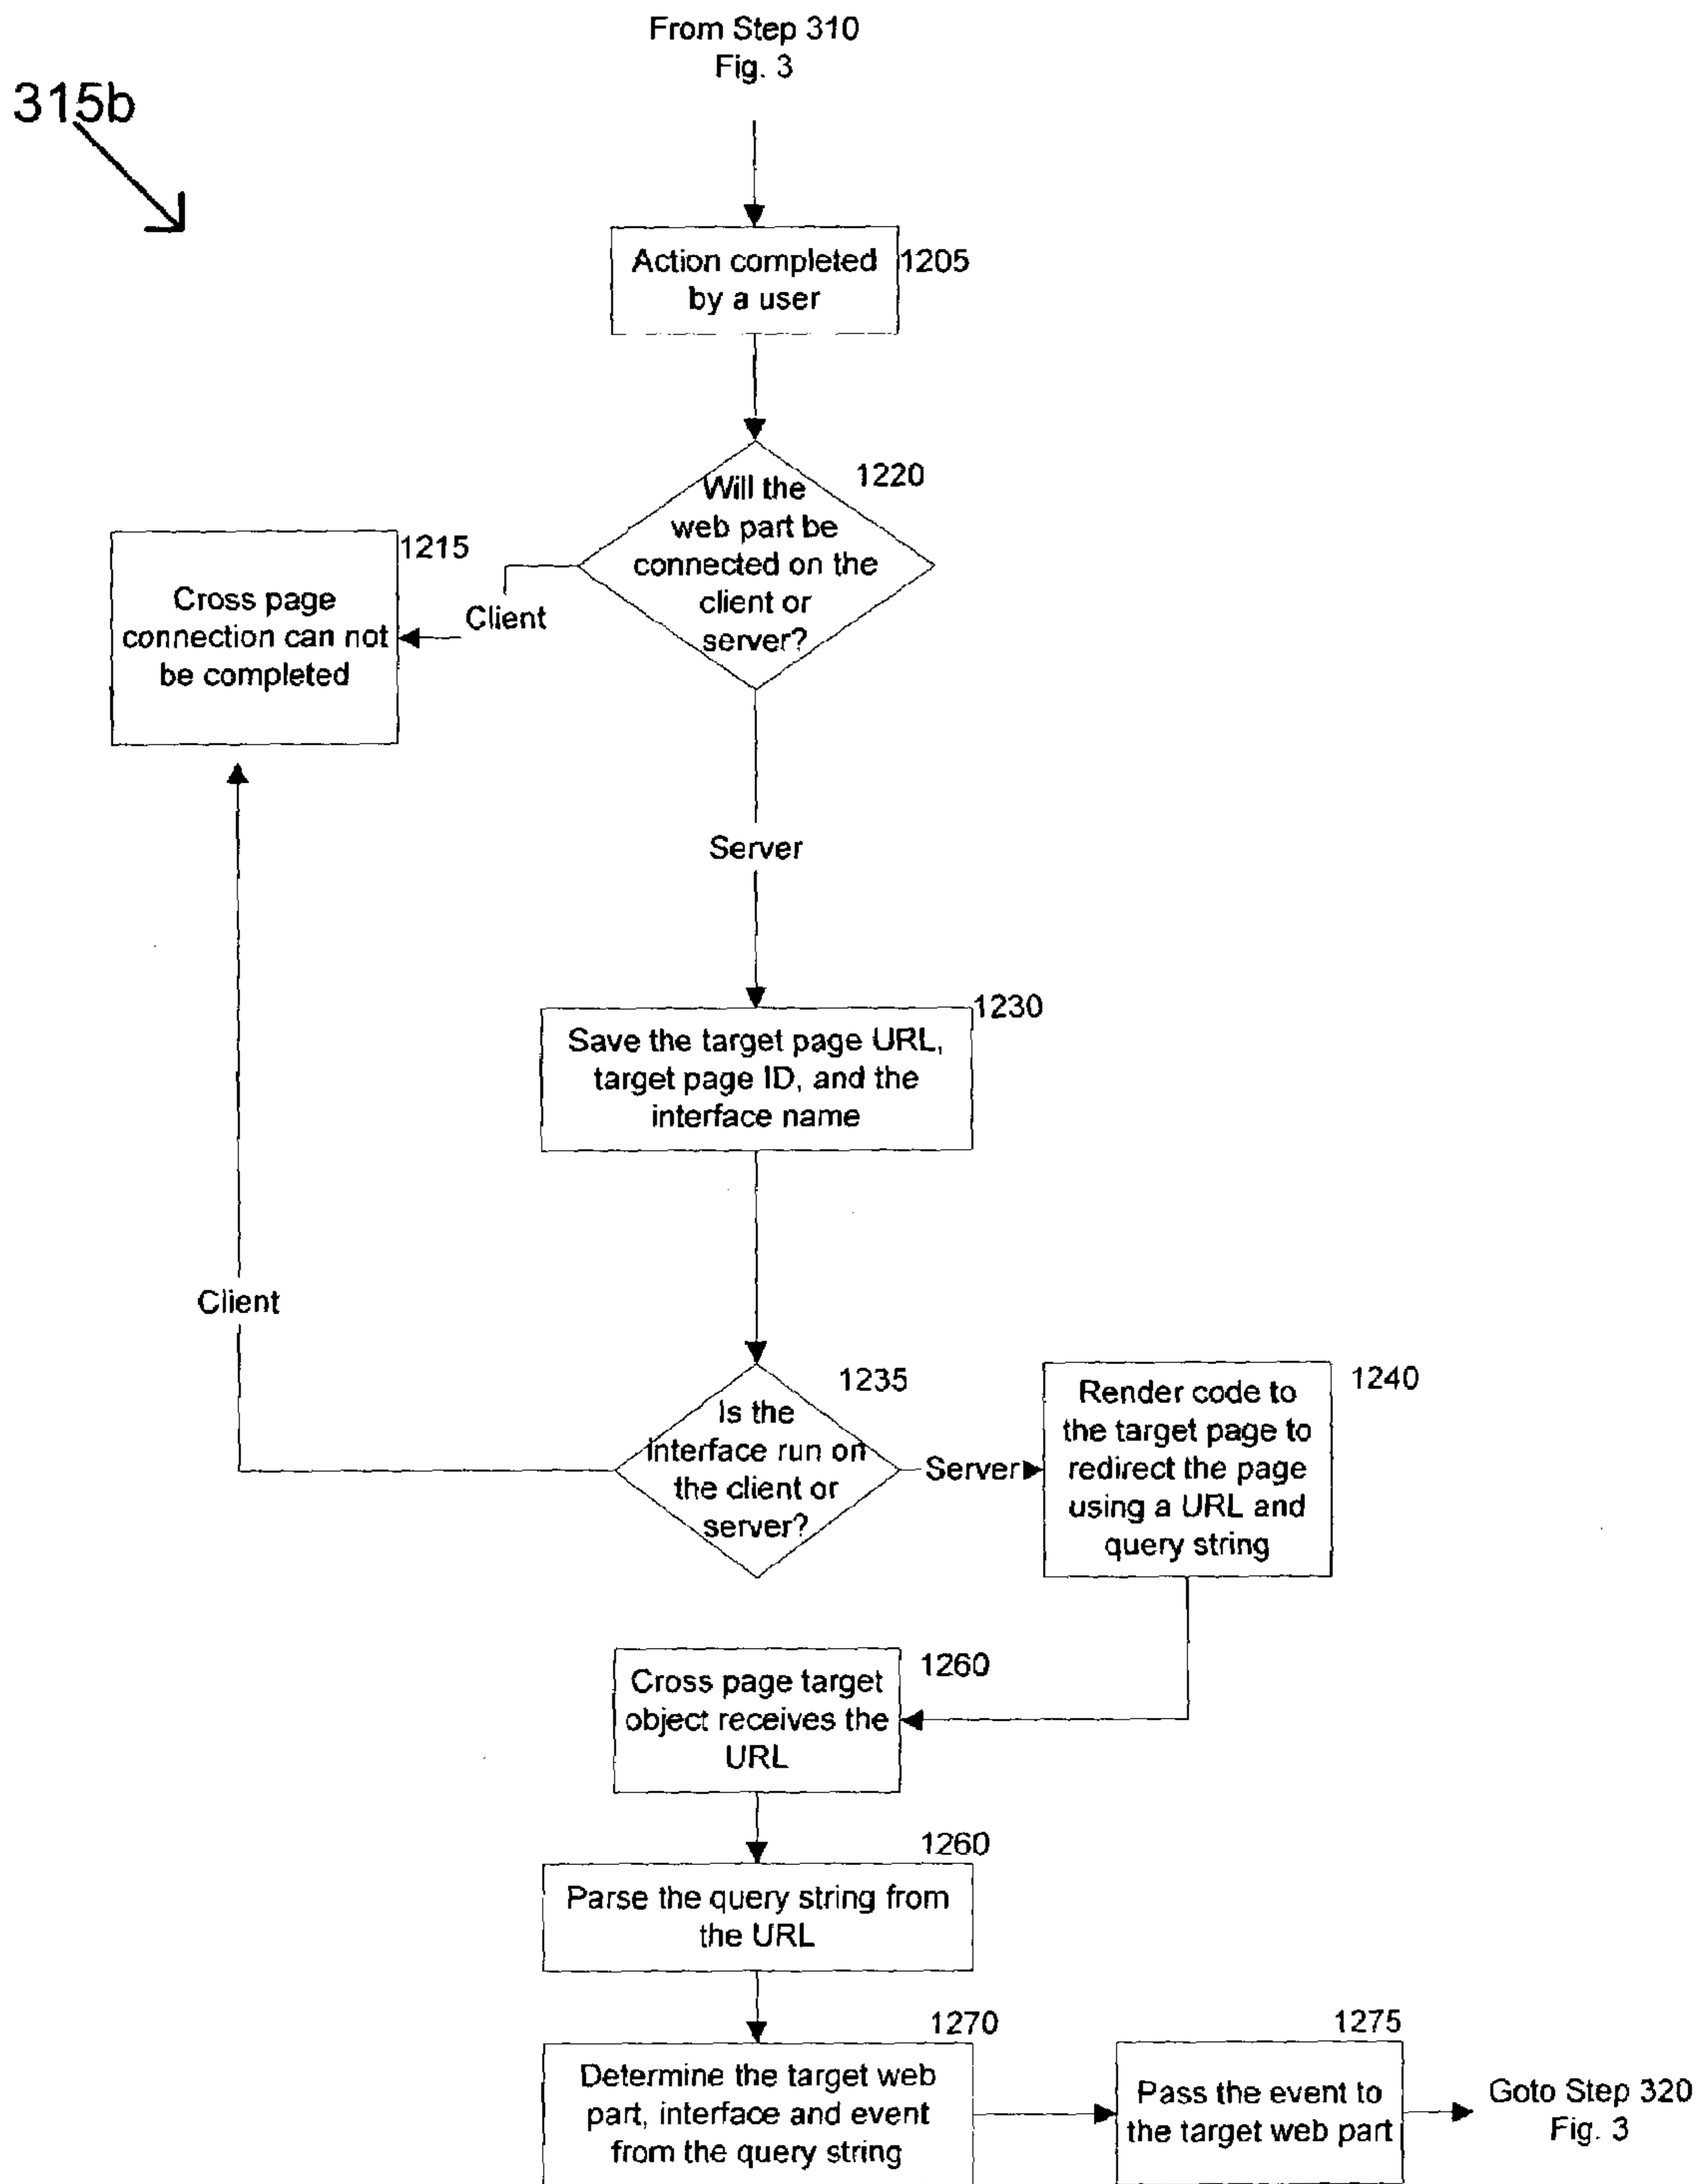 From Step 310
Fig. 3
315b
Action completed
by a user
1205
1220
Will the
web part be
connected on the
client or
server?
1215
Cross page
connection can not
be completed
Client
Server
1230
Save the target page URL,
target page ID, and the
interface name
Client
1235
Is the
interface run on
the client or
server?
Server
1240
Render code to
the target page to
redirect the page
using a URL and
query string
1260
Cross page target
object receives the
URL
1260
Parse the query string from
the URL
1270
Determine the target web
part, interface and event
from the query string
1275
Pass the event to
the target web part
Goto Step 320
Fig. 3